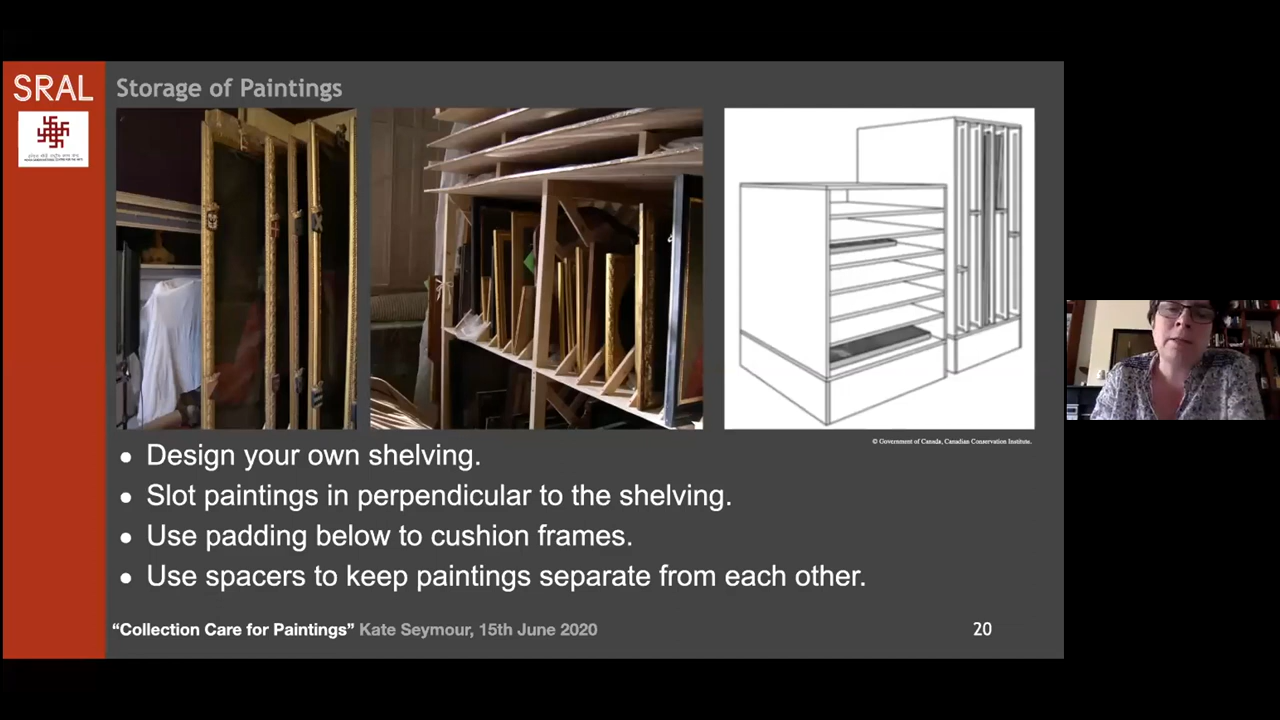 SRAL
Storage of Paintings
© Government of Canada, Canadian Conservation Institute.
● Design your own shelving.
● Slot paintings in perpendicular to the shelving.
● Use padding below to cushion frames.
● Use spacers to keep paintings separate from each other.
“Collection Care for Paintings” Kate Seymour, 15th June 2020
20